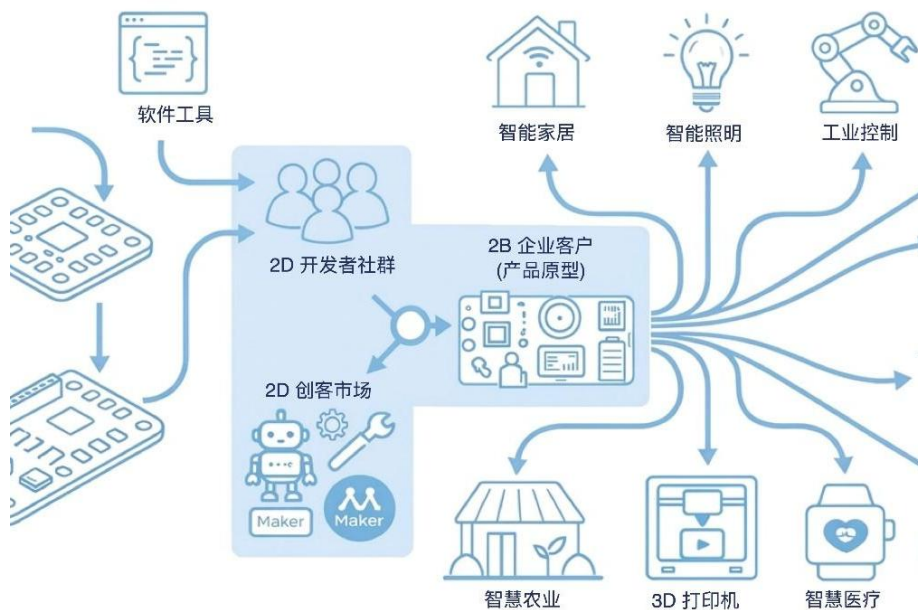 软件工具
智能家居
智能照明
工业控制
2D 开发者社群
2B 企业客户
(产品原型)
2D 创客市场
Maker
Maker
智慧农业
3D 打印机
智慧医疗